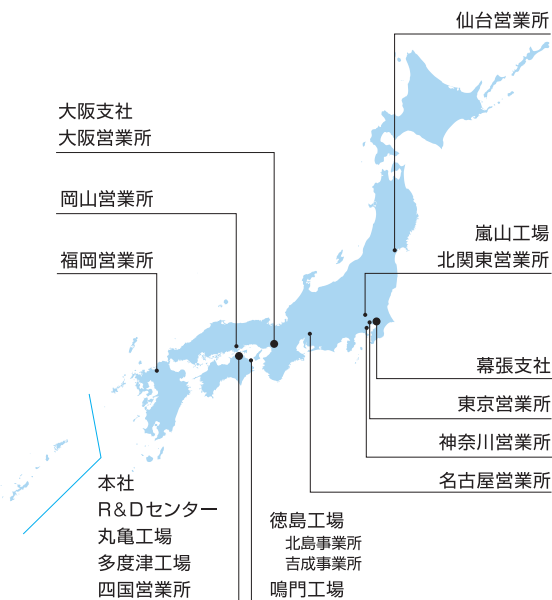 仙台営業所
大阪支社
大阪営業所
岡山営業所
嵐山工場
北関東営業所
福岡営業所
幕張支社
東京営業所
神奈川営業所
名古屋営業所
本社
R&Dセンター
丸亀工場
多度津工場
四国営業所
徳島工場
北島事業所
吉成事業所
鳴門工場